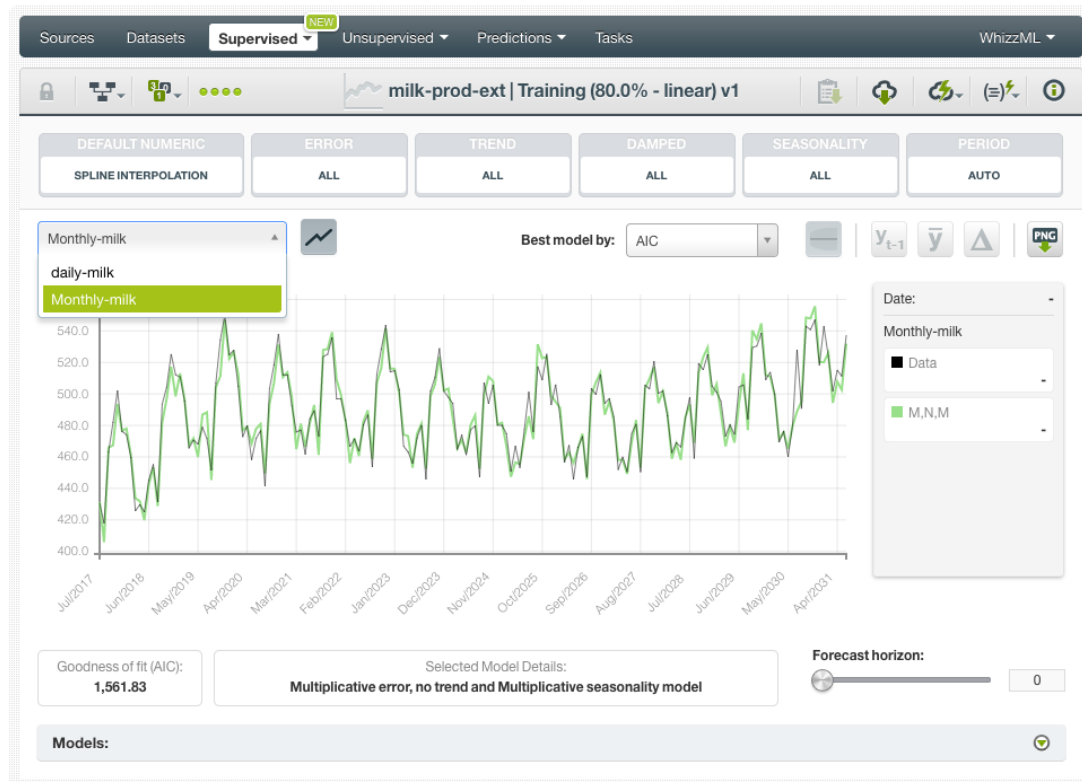 NEW
Sources Datasets Supervised Unsupervised Predictions Tasks WhizzML
milk-prod-ext | Training (80.0% - linear) v1
DEFAULT NUMERIC ERROR TREND DAMPED SEASONALITY PERIOD
SPLINE INTERPOLATION ALL ALL ALL ALL AUTO
Monthly-milk Best model by: AIC yt-1 y Δ PNG
daily-milk
Monthly-milk
Date: -
Monthly-milk
Data
-
M,N,M
-
540.0
520.0
500.0
480.0
460.0
440.0
420.0
400.0
Jul/2017 Jun/2018 May/2019 Apr/2020 Mar/2021 Feb/2022 Jan/2023 Dec/2023 Nov/2024 Oct/2025 Sep/2026 Aug/2027 Jul/2028 Jun/2029 May/2030 Apr/2031
Goodness of fit (AIC):
1,561.83
Selected Model Details:
Multiplicative error, no trend and Multiplicative seasonality model
Forecast horizon:
0
Models: